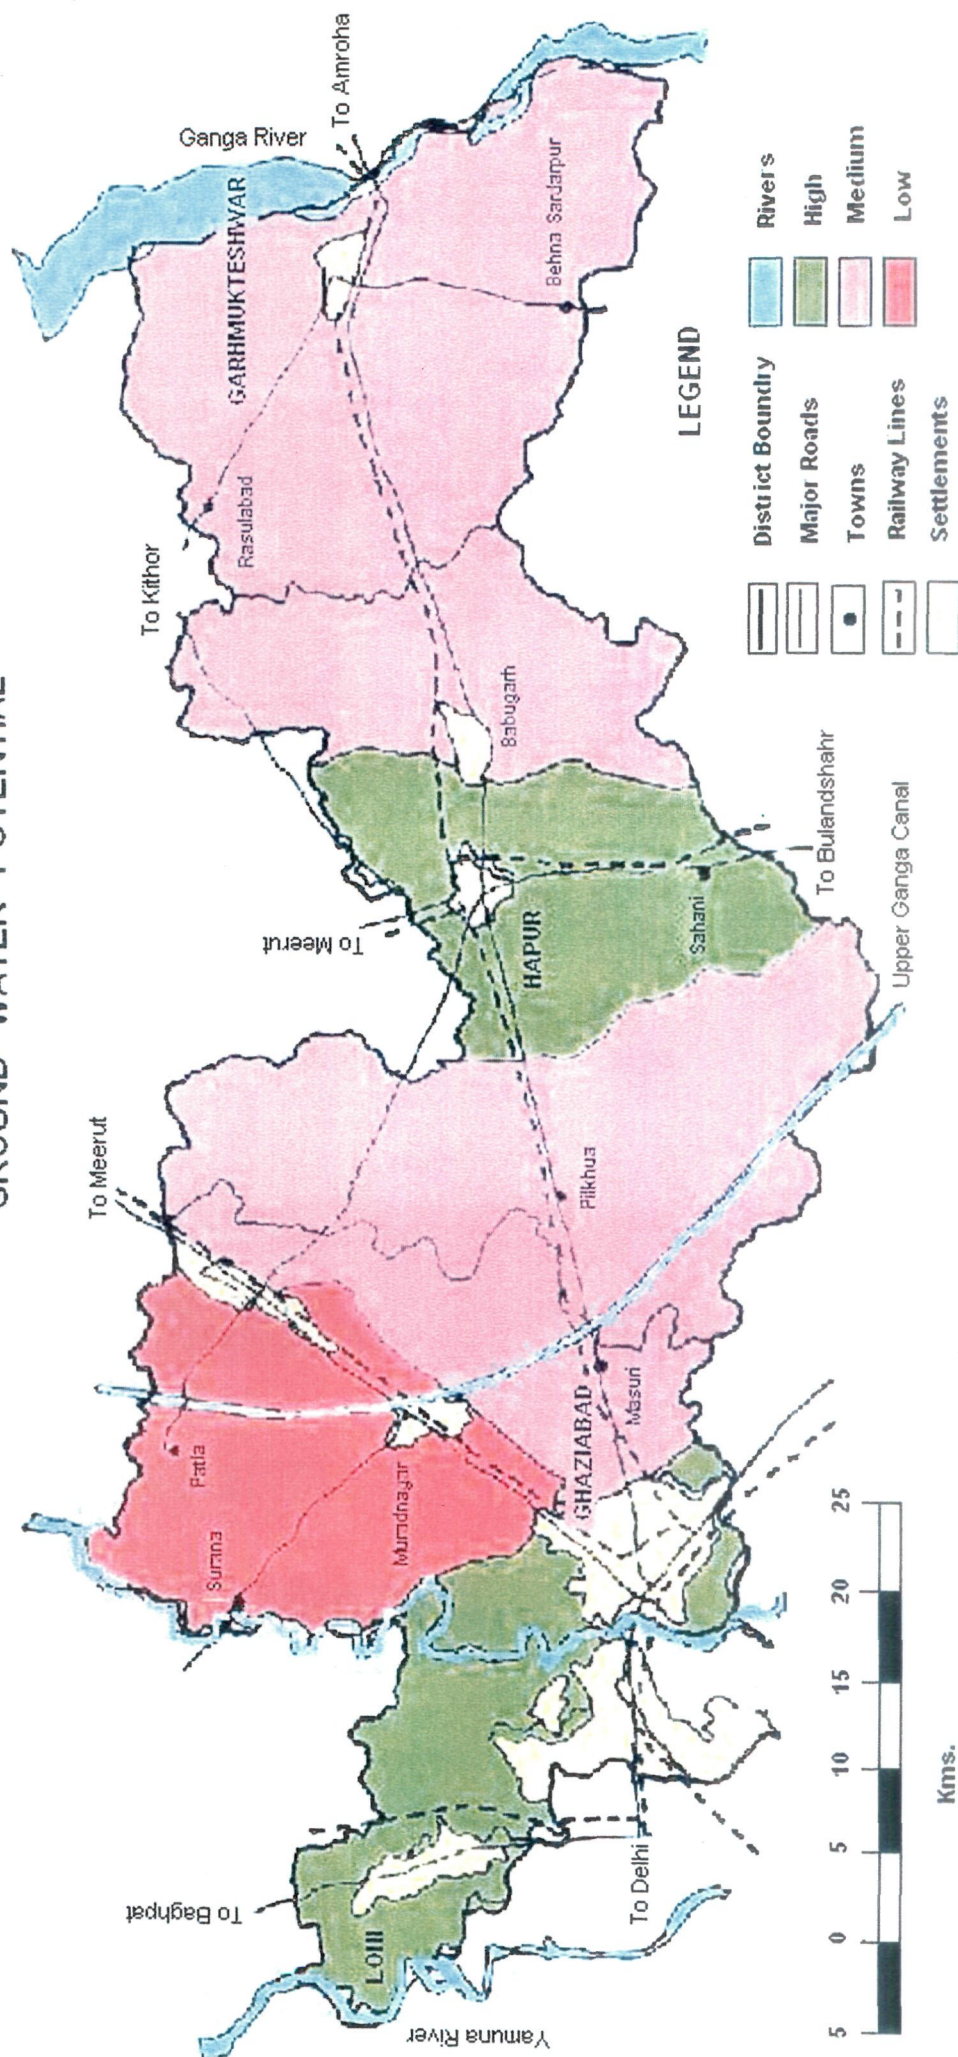 GROUND WATER POTENTIAL
Ganga River
To Amroha
GARHMUKTESHWAR
Behna Sardarpur
Rasulabad
To Kithor
Babugarh
To Meerut
HAPUR
Sahani
To Bulandshahr
Upper Ganga Canal
To Meerut
Pilkhua
Masuri
GHAZIABAD
Patla
Surnna
Muradnagar
To Baghpat
LONI
To Delhi
Yamuna River
LEGEND
District Boundry
Major Roads
Towns
Railway Lines
Settlements
Rivers
High
Medium
Low
5 0 5 10 15 20 25
Kms.